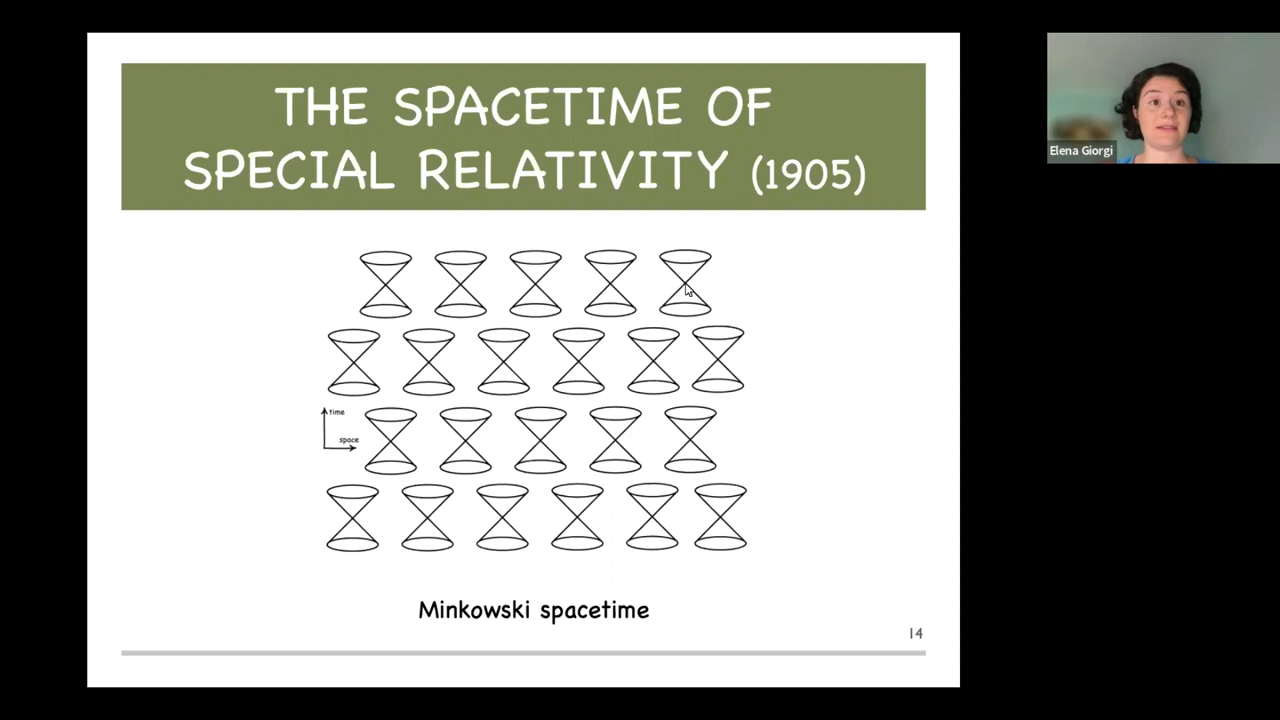 THE SPACETIME OF
SPECIAL RELATIVITY (1905)
Elena Giorgi
time
space
Minkowski spacetime
14